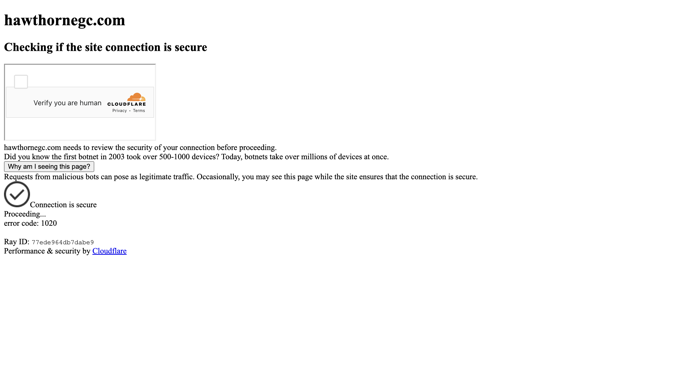 hawthornegc.com
Checking if the site connection is secure
Verify you are human
CLOUDFLARE
Privacy • Terms
hawthornegc.com needs to review the security of your connection before proceeding.
Did you know the first botnet in 2003 took over 500-1000 devices? Today, botnets take over millions of devices at once.
Why am I seeing this page?
Requests from malicious bots can pose as legitimate traffic. Occasionally, you may see this page while the site ensures that the connection is secure.
Connection is secure
Proceeding...
error code: 1020
Ray ID: 77ede964db7dabe9
Performance & security by Cloudflare